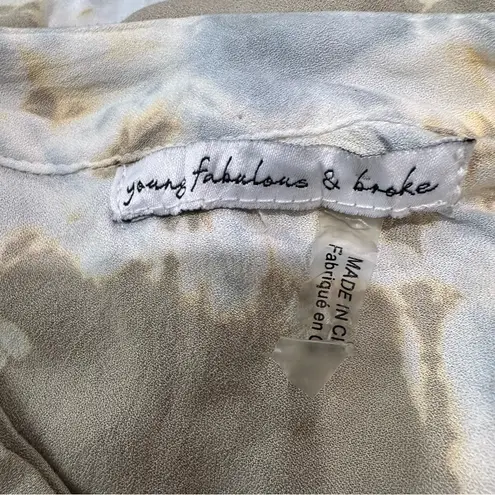 young fabulous & broke
MADE IN C
Fabriqué en